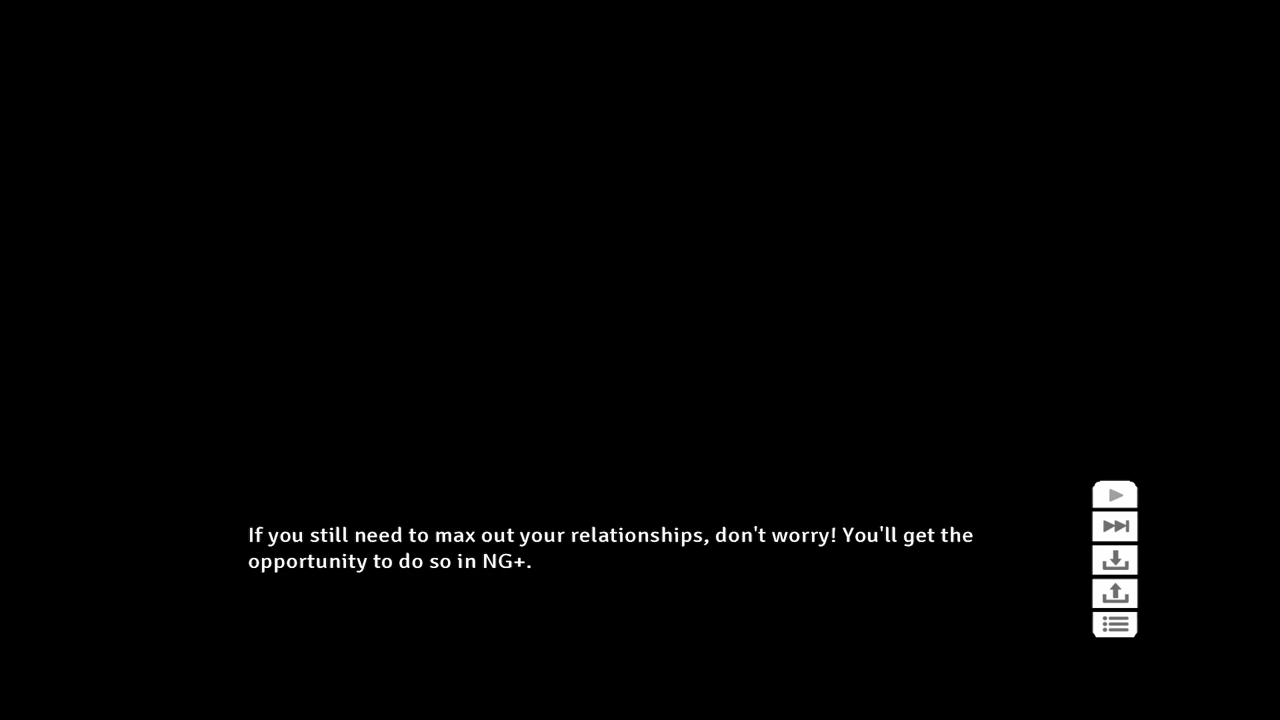 If you still need to max out your relationships, don't worry! You'll get the
opportunity to do so in NG+.